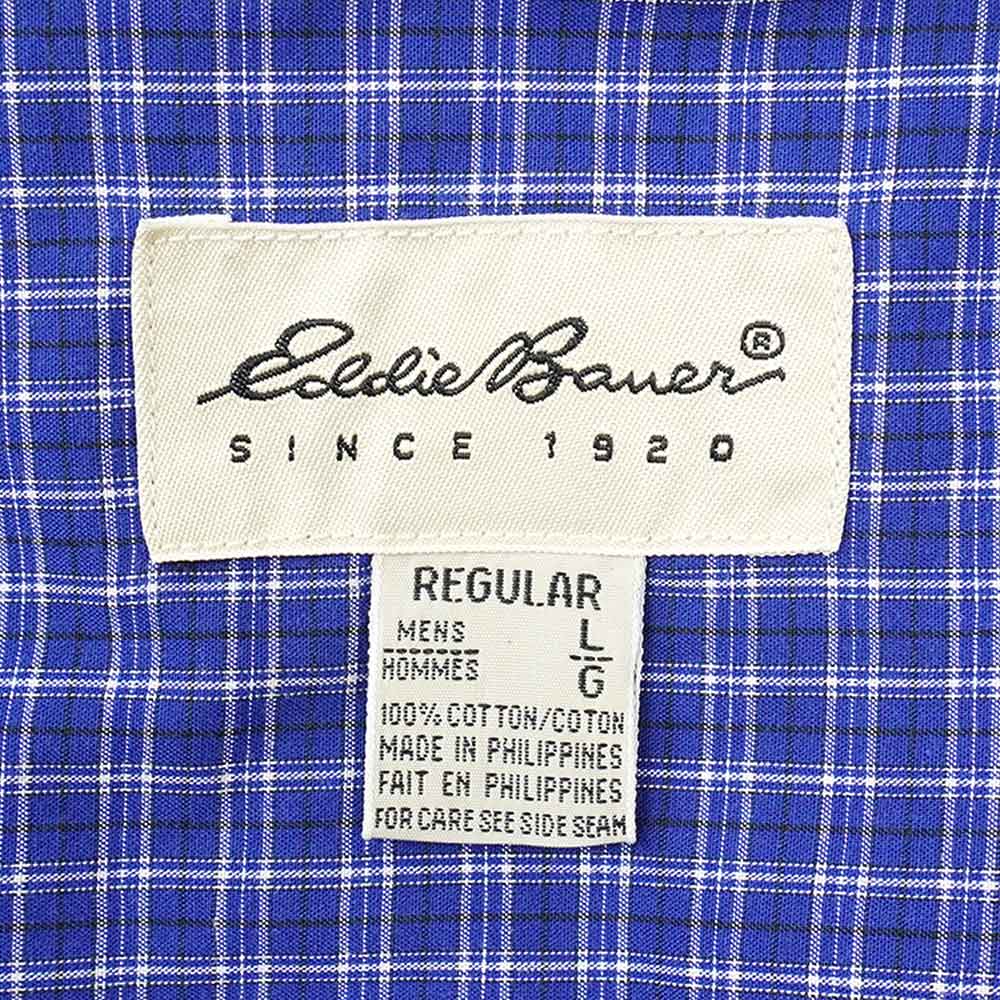 Eddie Bauer®
SINCE 1920
REGULAR
MENS L
HOMMES G
100% COTTON/COTON
MADE IN PHILIPPINES
FAIT EN PHILIPPINES
FOR CARE SEE SIDE SEAM